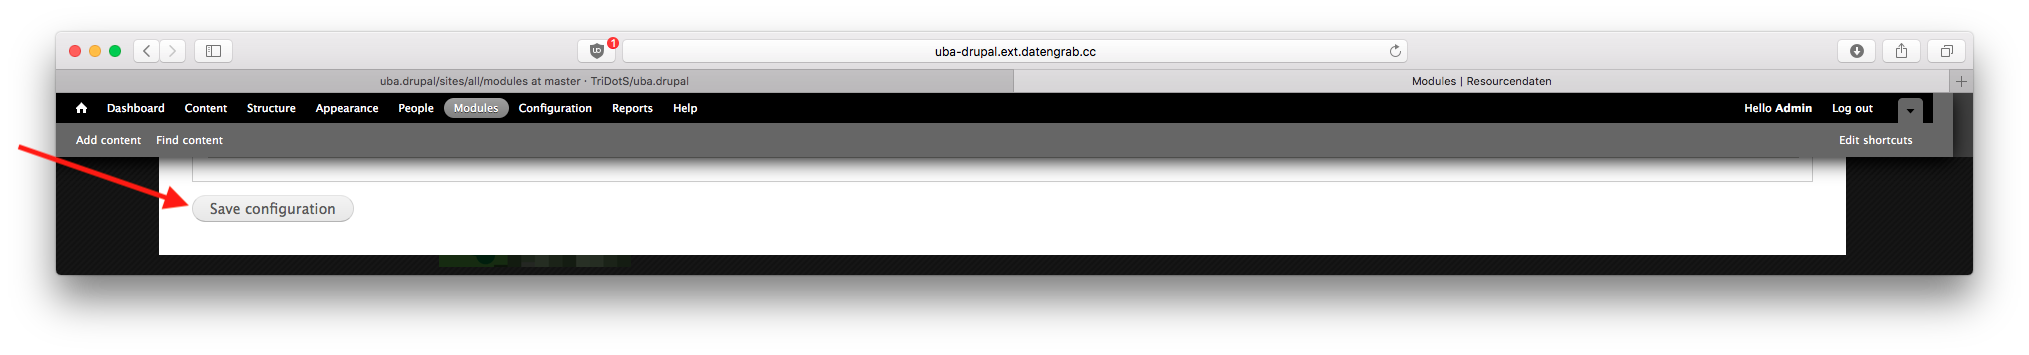 1
uba-drupal.ext.datengrab.cc
uba.drupal/sites/all/modules at master · TriDotS/uba.drupal
Modules | Resourcendaten
Dashboard Content Structure Appearance People Modules Configuration Reports Help Hello Admin Log out
Add content Find content Edit shortcuts
Save configuration